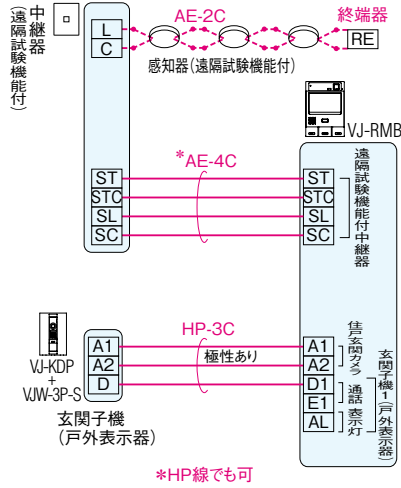 中継器
(遠隔試験機能付)
L
C
AE-2C
感知器(遠隔試験機能付)
終端器
RE
VJ-RMB
*AE-4C
ST
STC
SL
SC
ST
STC
SL
SC
遠隔試験機能付中継器
VJ-KDP
+
VJW-3P-S
A1
A2
D
玄関子機
(戸外表示器)
HP-3C
極性あり
A1
A2
D1
E1
AL
住戸玄関カメラ
通話
表示灯
玄関子機1(戸外表示器)
*HP線でも可